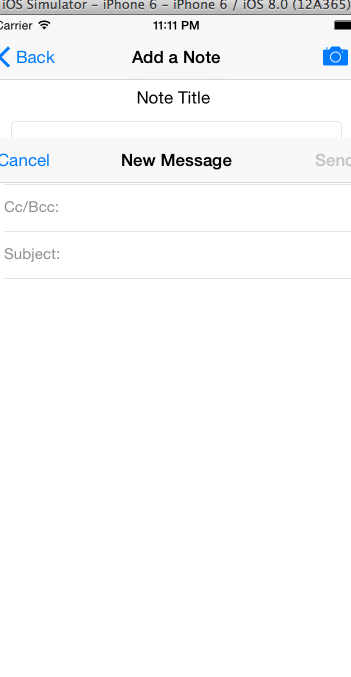 iOS Simulator – iPhone 6 – iPhone 6 / iOS 8.0 (12A365)
Carrier 11:11 PM
Back Add a Note
Note Title
Cancel New Message Send
Cc/Bcc:
Subject: